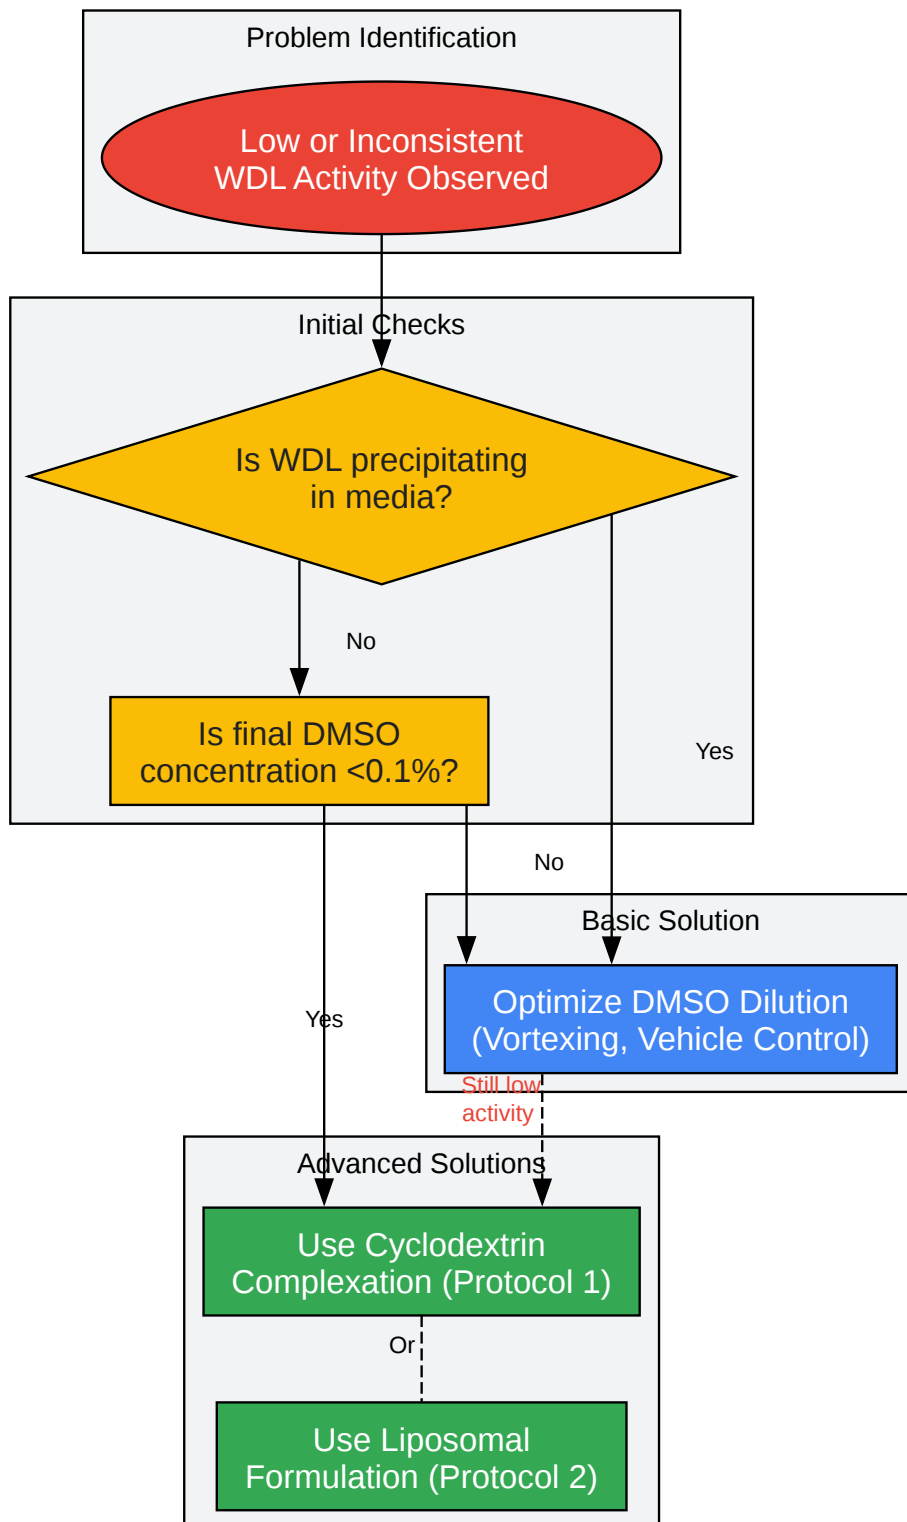 Problem Identification
Low or Inconsistent
WDL Activity Observed
Initial Checks
Is WDL precipitating
in media?
No
Is final DMSO
concentration <0.1%?
Yes
No
Basic Solution
Optimize DMSO Dilution
(Vortexing, Vehicle Control)
Yes
Still low
activity
Advanced Solutions
Use Cyclodextrin
Complexation (Protocol 1)
Or
Use Liposomal
Formulation (Protocol 2)